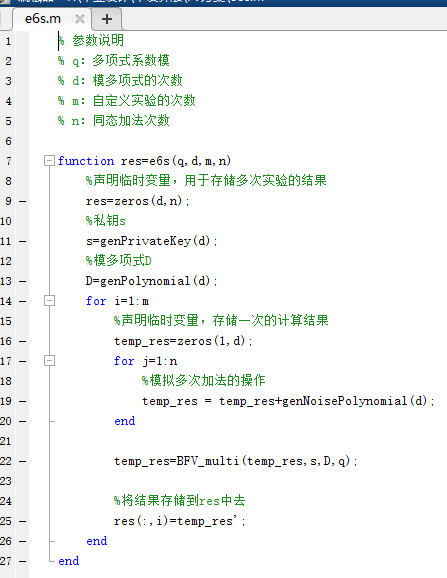 e6s.m
1 % 参数说明
2 % q: 多项式系数模
3 % d: 模多项式的次数
4 % m: 自定义实验的次数
5 % n: 同态加法次数
6
7 function res=e6s(q,d,m,n)
8 %声明临时变量，用于存储多次实验的结果
9 res=zeros(d,n);
10 %私钥s
11 s=genPrivateKey(d);
12 %模多项式D
13 D=genPolynomial(d);
14 for i=1:m
15 %声明临时变量，存储一次的计算结果
16 temp_res=zeros(1,d);
17 for j=1:n
18 %模拟多次加法的操作
19 temp_res = temp_res+genNoisePolynomial(d);
20 end
21
22 temp_res=BFV_multi(temp_res,s,D,q);
23
24 %将结果存储到res中去
25 res(:,i)=temp_res';
26 end
27 end